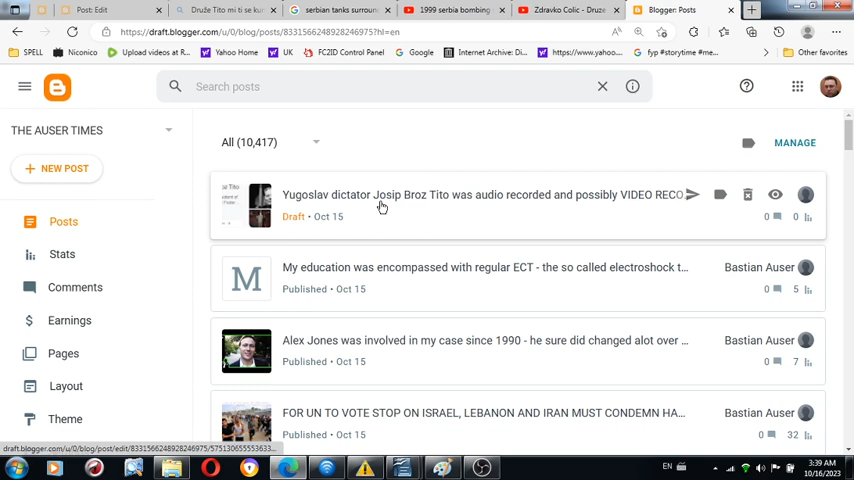 Post: Edit
Druže Tito mi ti se kun
serbian tanks surroun
1999 serbia bombing
Zdravko Colic - Druze
Blogger: Posts
https://draft.blogger.com/u/0/blog/posts/8331566248928246975?hl=en
SPELL
Niconico
Upload videos at R...
Yahoo Home
UK
FC2ID Control Panel
Google
Internet Archive: Di...
https://www.yahoo....
fyp #storytime #me...
Other favorites
Search posts
THE AUSER TIMES
All (10,417)
MANAGE
NEW POST
Yugoslav dictator Josip Broz Tito was audio recorded and possibly VIDEO RECO
Draft • Oct 15
0 0
Posts
My education was encompassed with regular ECT - the so called electroshock t...
Bastian Auser
Published • Oct 15
0 5
Stats
Comments
Earnings
Alex Jones was involved in my case since 1990 - he sure did changed alot over ...
Bastian Auser
Published • Oct 15
0 7
Pages
Layout
Theme
FOR UN TO VOTE STOP ON ISRAEL, LEBANON AND IRAN MUST CONDEMN HA...
Bastian Auser
Published • Oct 15
0 32
EN
3:39 AM
10/16/2023